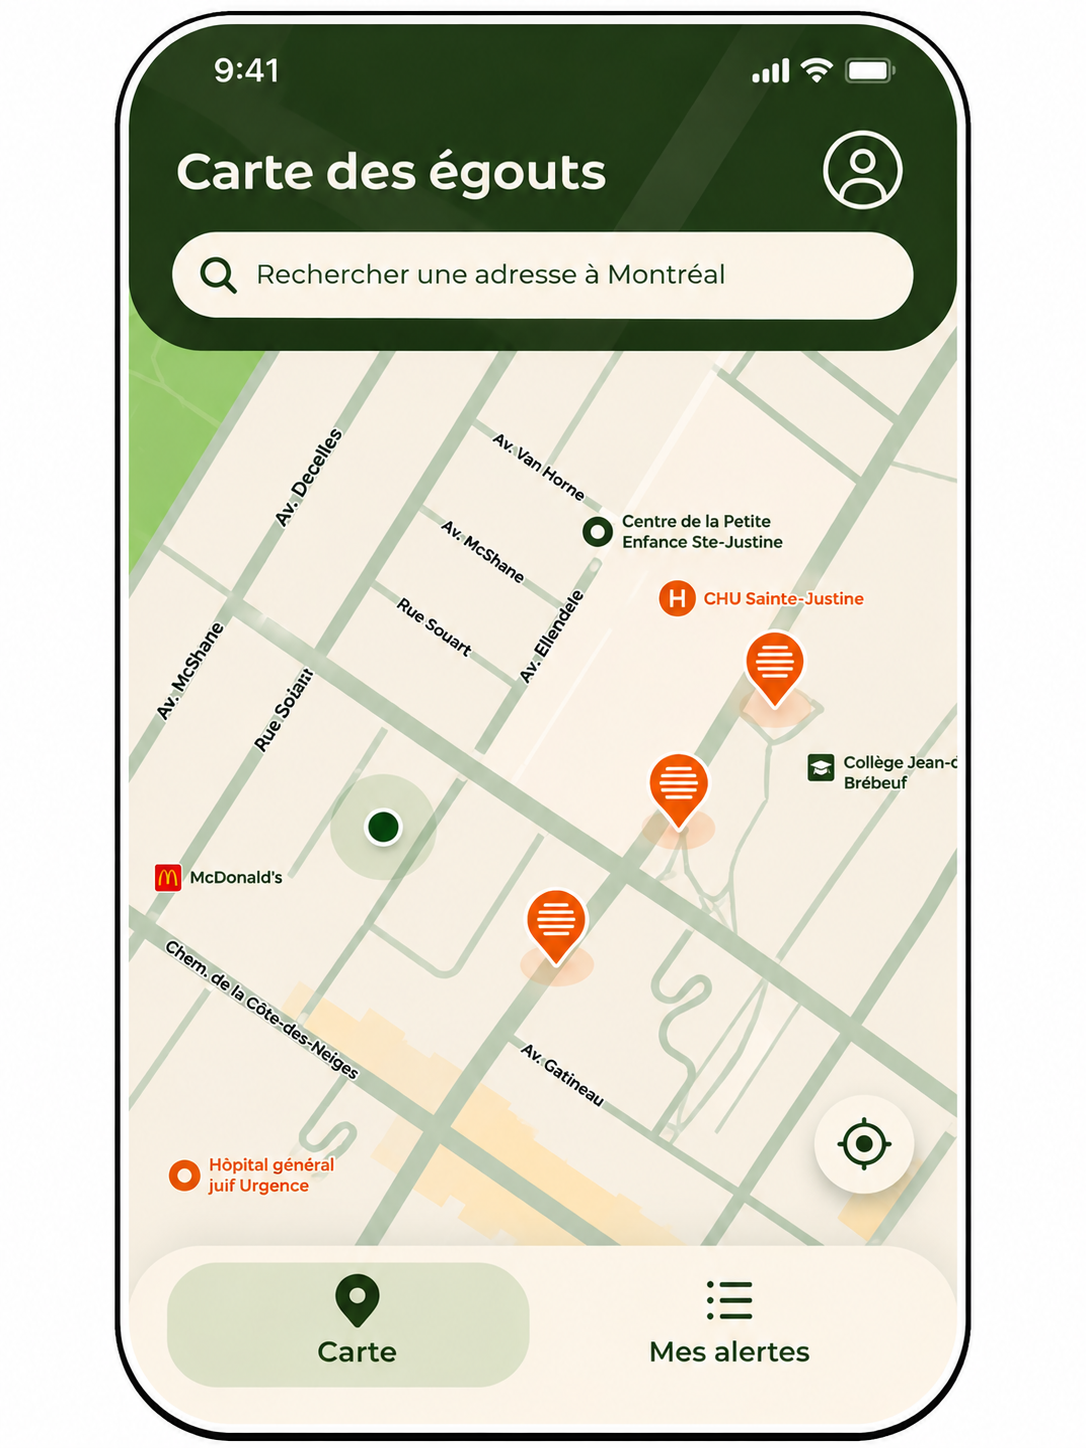 9:41
Carte des égouts
Rechercher une adresse à Montréal
Av. Decelles
Av. Van Horne
Centre de la Petite
Enfance Ste-Justine
Av. McShane
H
CHU Sainte-Justine
Rue Souart
Av. Ellendele
Av. McShane
Rue Soiant
Collège Jean-d
Brébeuf
McDonald's
Chem. de la Côte-des-Neiges
Av. Gatineau
Hòpital général
juif Urgence
Carte
Mes alertes